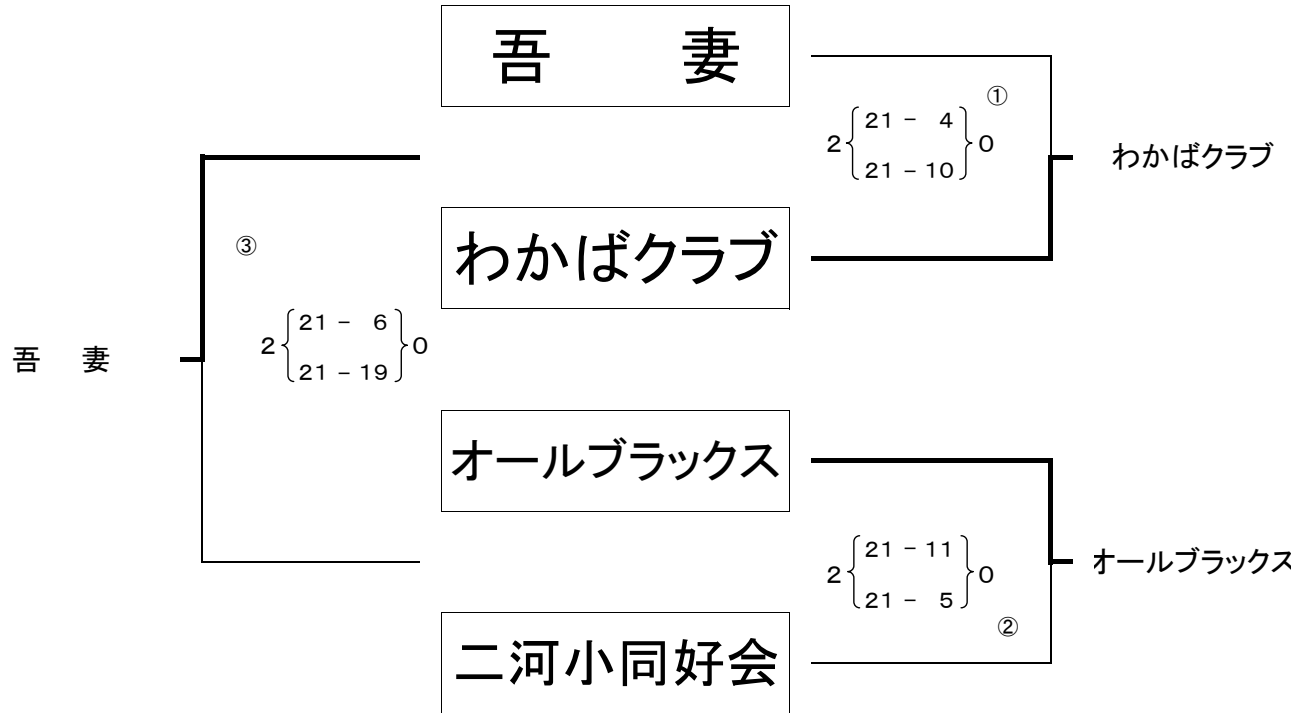 吾　妻
①
2 { 21 - 4 } 0
21 - 10
わかばクラブ
わかばクラブ
③
2 { 21 - 6 } 0
21 - 19
吾　妻
オールブラックス
2 { 21 - 11 } 0
21 - 5
オールブラックス
②
二河小同好会